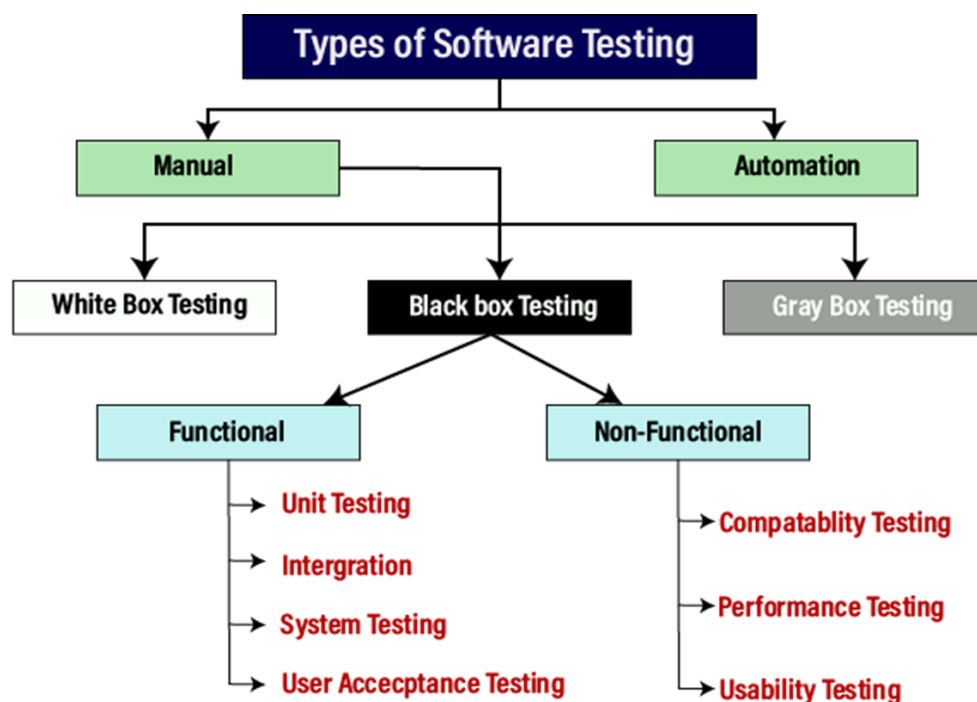 Types of Software Testing
Manual
Automation
White Box Testing
Black box Testing
Gray Box Testing
Functional
Non-Functional
Unit Testing
Intergration
System Testing
User Accecptance Testing
Compatablity Testing
Performance Testing
Usability Testing